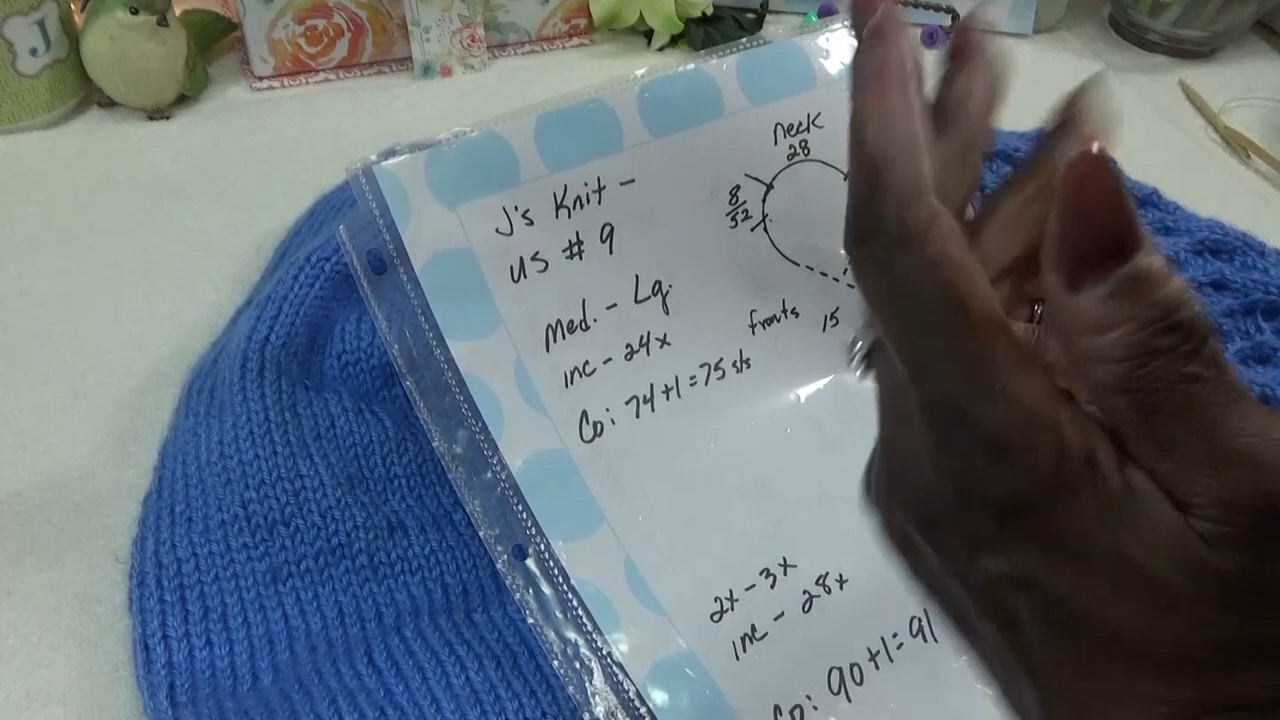 J
J's Knit -
US # 9
Med. - Lg.
inc - 24x
Co: 74+1=75 sts
neck
28
8
52
fronts 15
2x - 3x
inc - 28x
Co: 90+1=91